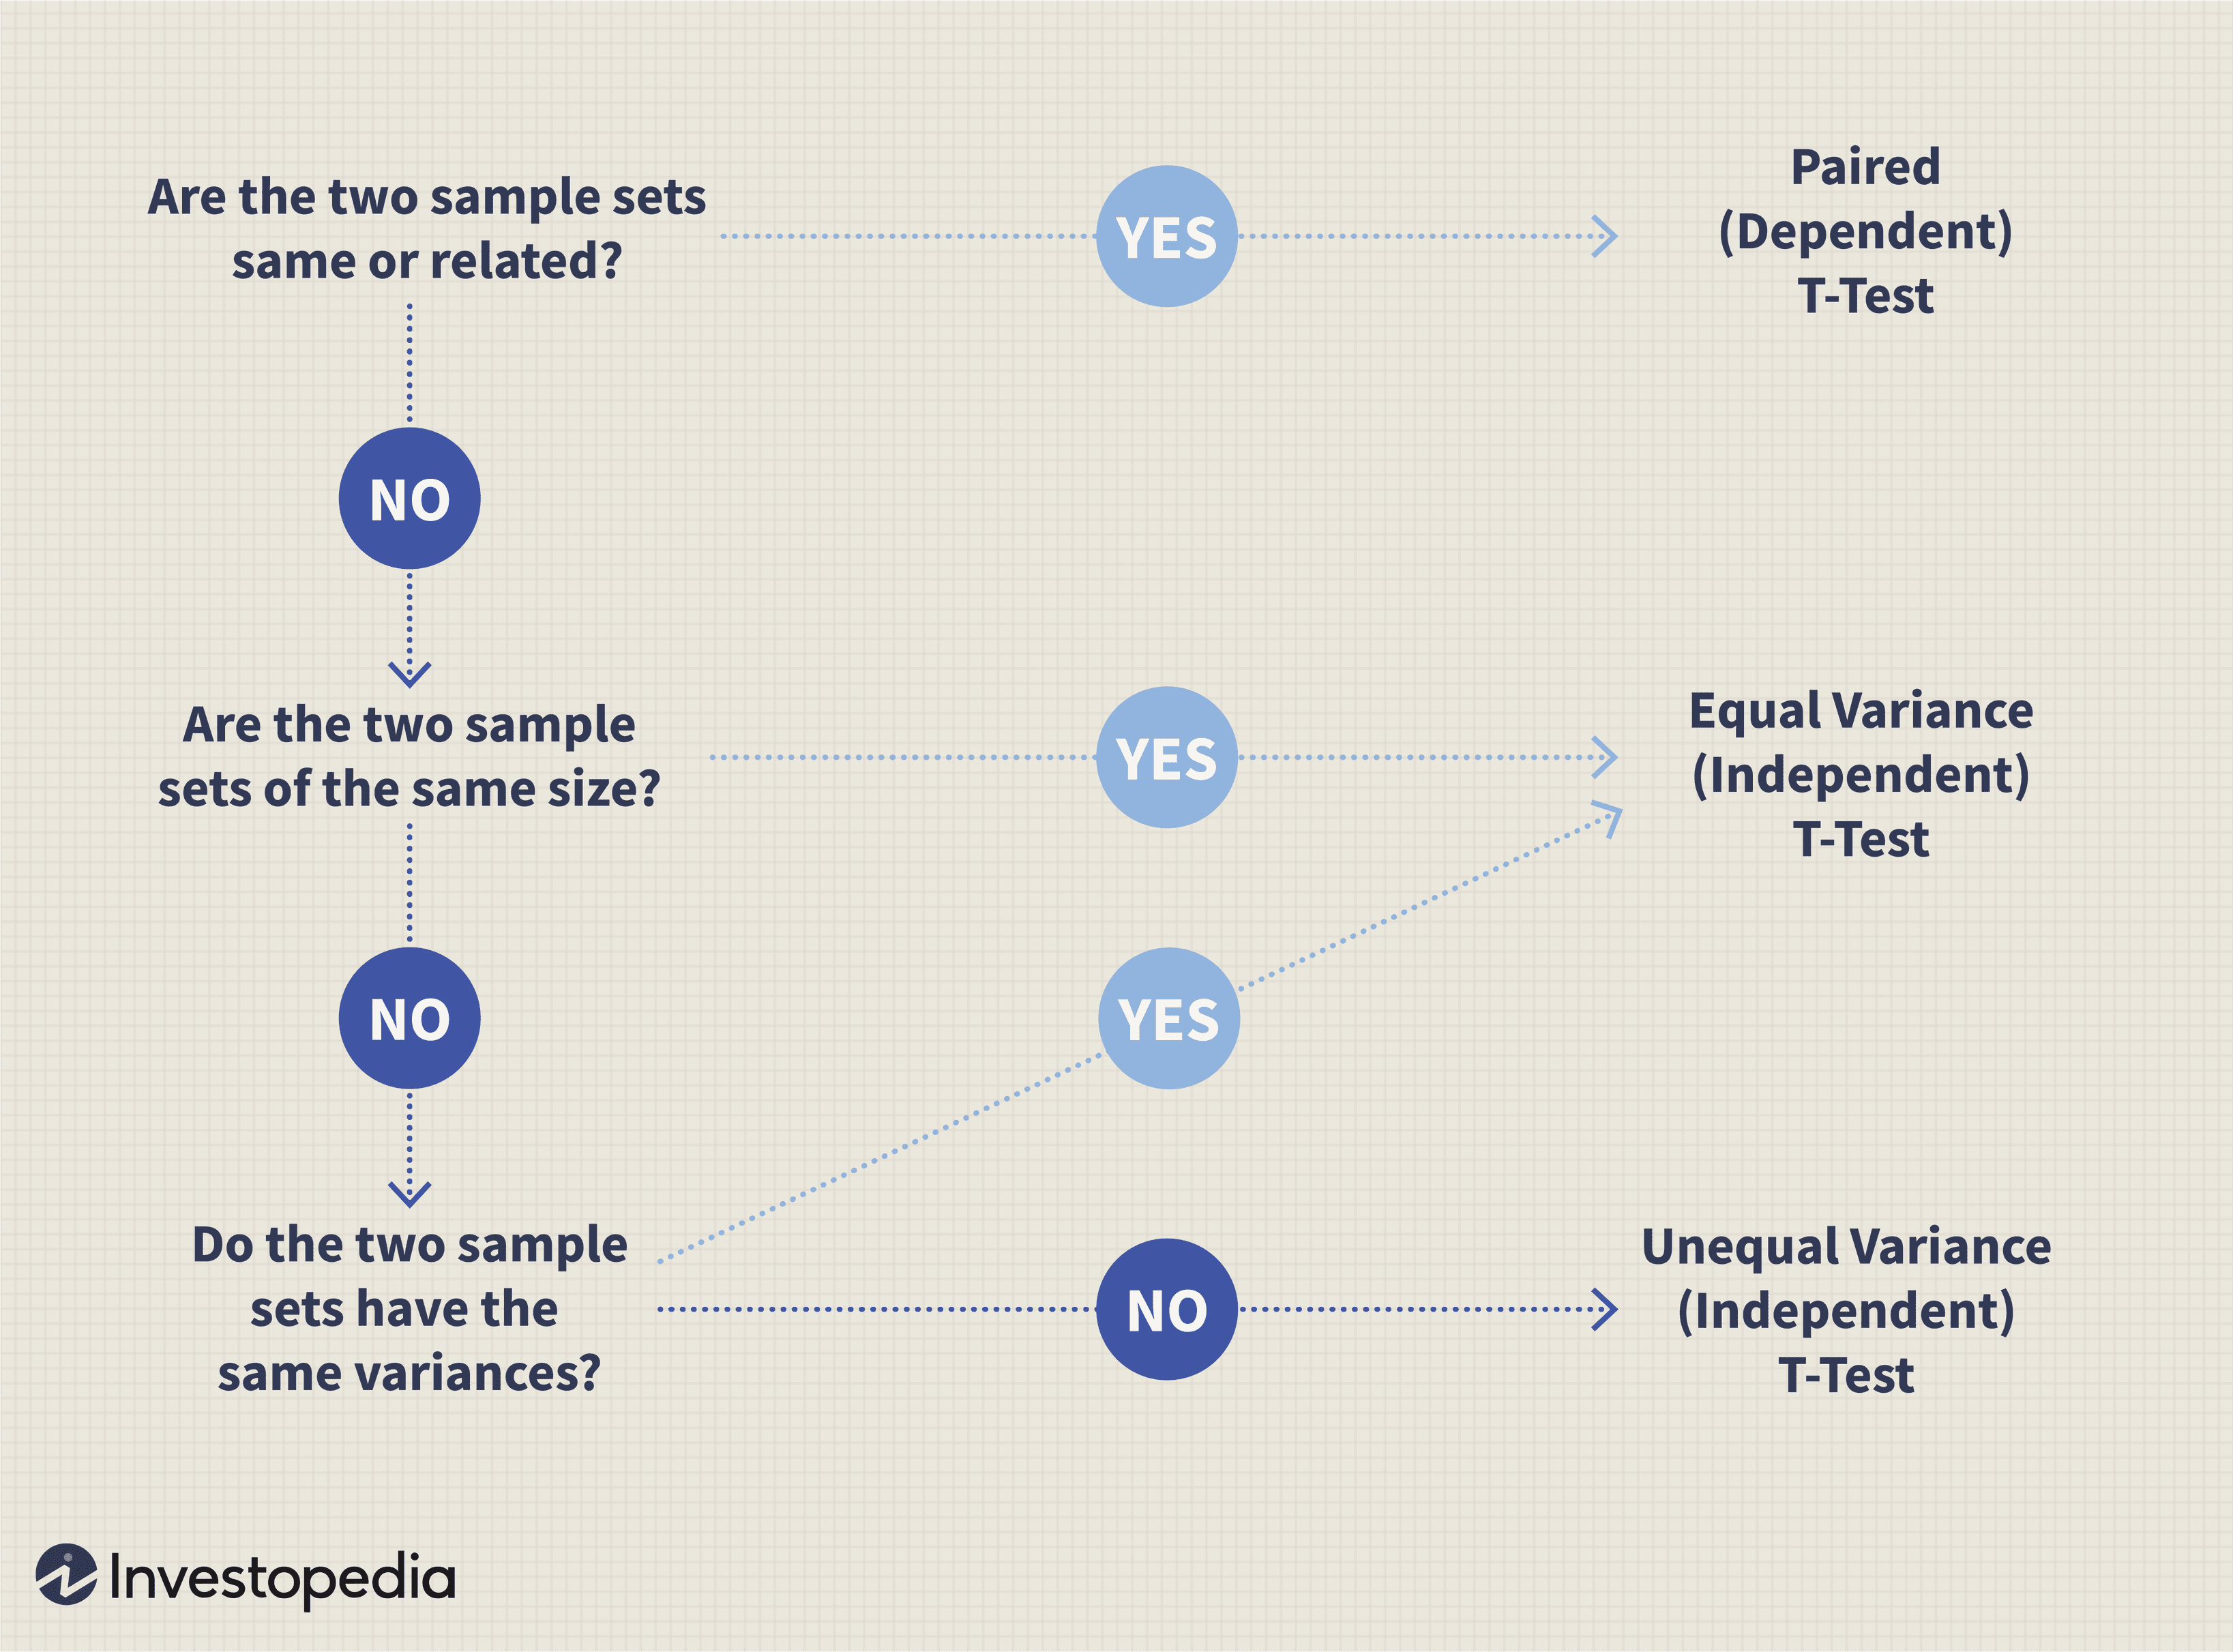 Are the two sample sets
same or related?
YES
Paired
(Dependent)
T-Test
NO
Are the two sample
sets of the same size?
YES
Equal Variance
(Independent)
T-Test
NO
YES
Do the two sample
sets have the
same variances?
NO
Unequal Variance
(Independent)
T-Test
Investopedia